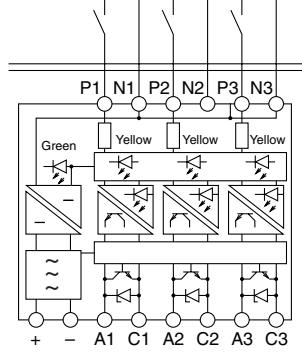 P1 N1 P2 N2 P3 N3
Yellow Yellow Yellow
Green
– –
~
~
~
+ – A1 C1 A2 C2 A3 C3